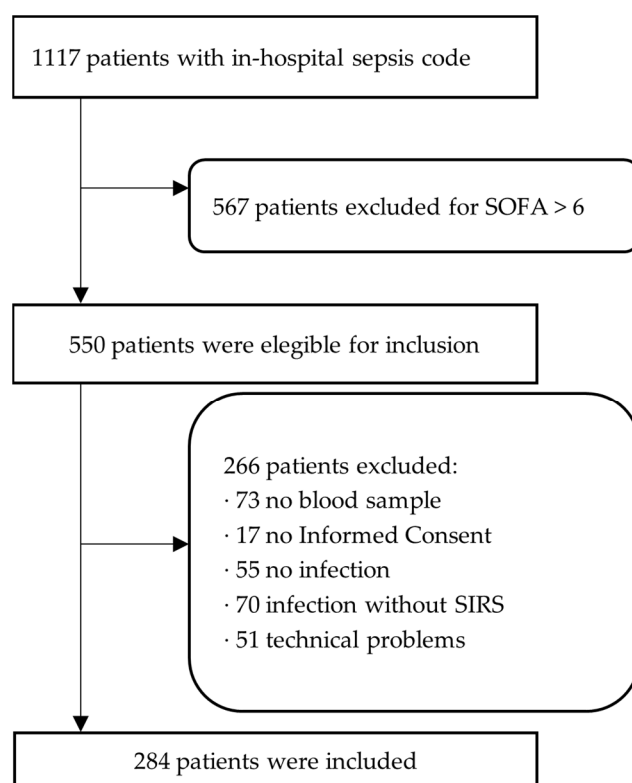 1117 patients with in-hospital sepsis code
567 patients excluded for SOFA > 6
550 patients were elegible for inclusion
266 patients excluded:
· 73 no blood sample
· 17 no Informed Consent
· 55 no infection
· 70 infection without SIRS
· 51 technical problems
284 patients were included